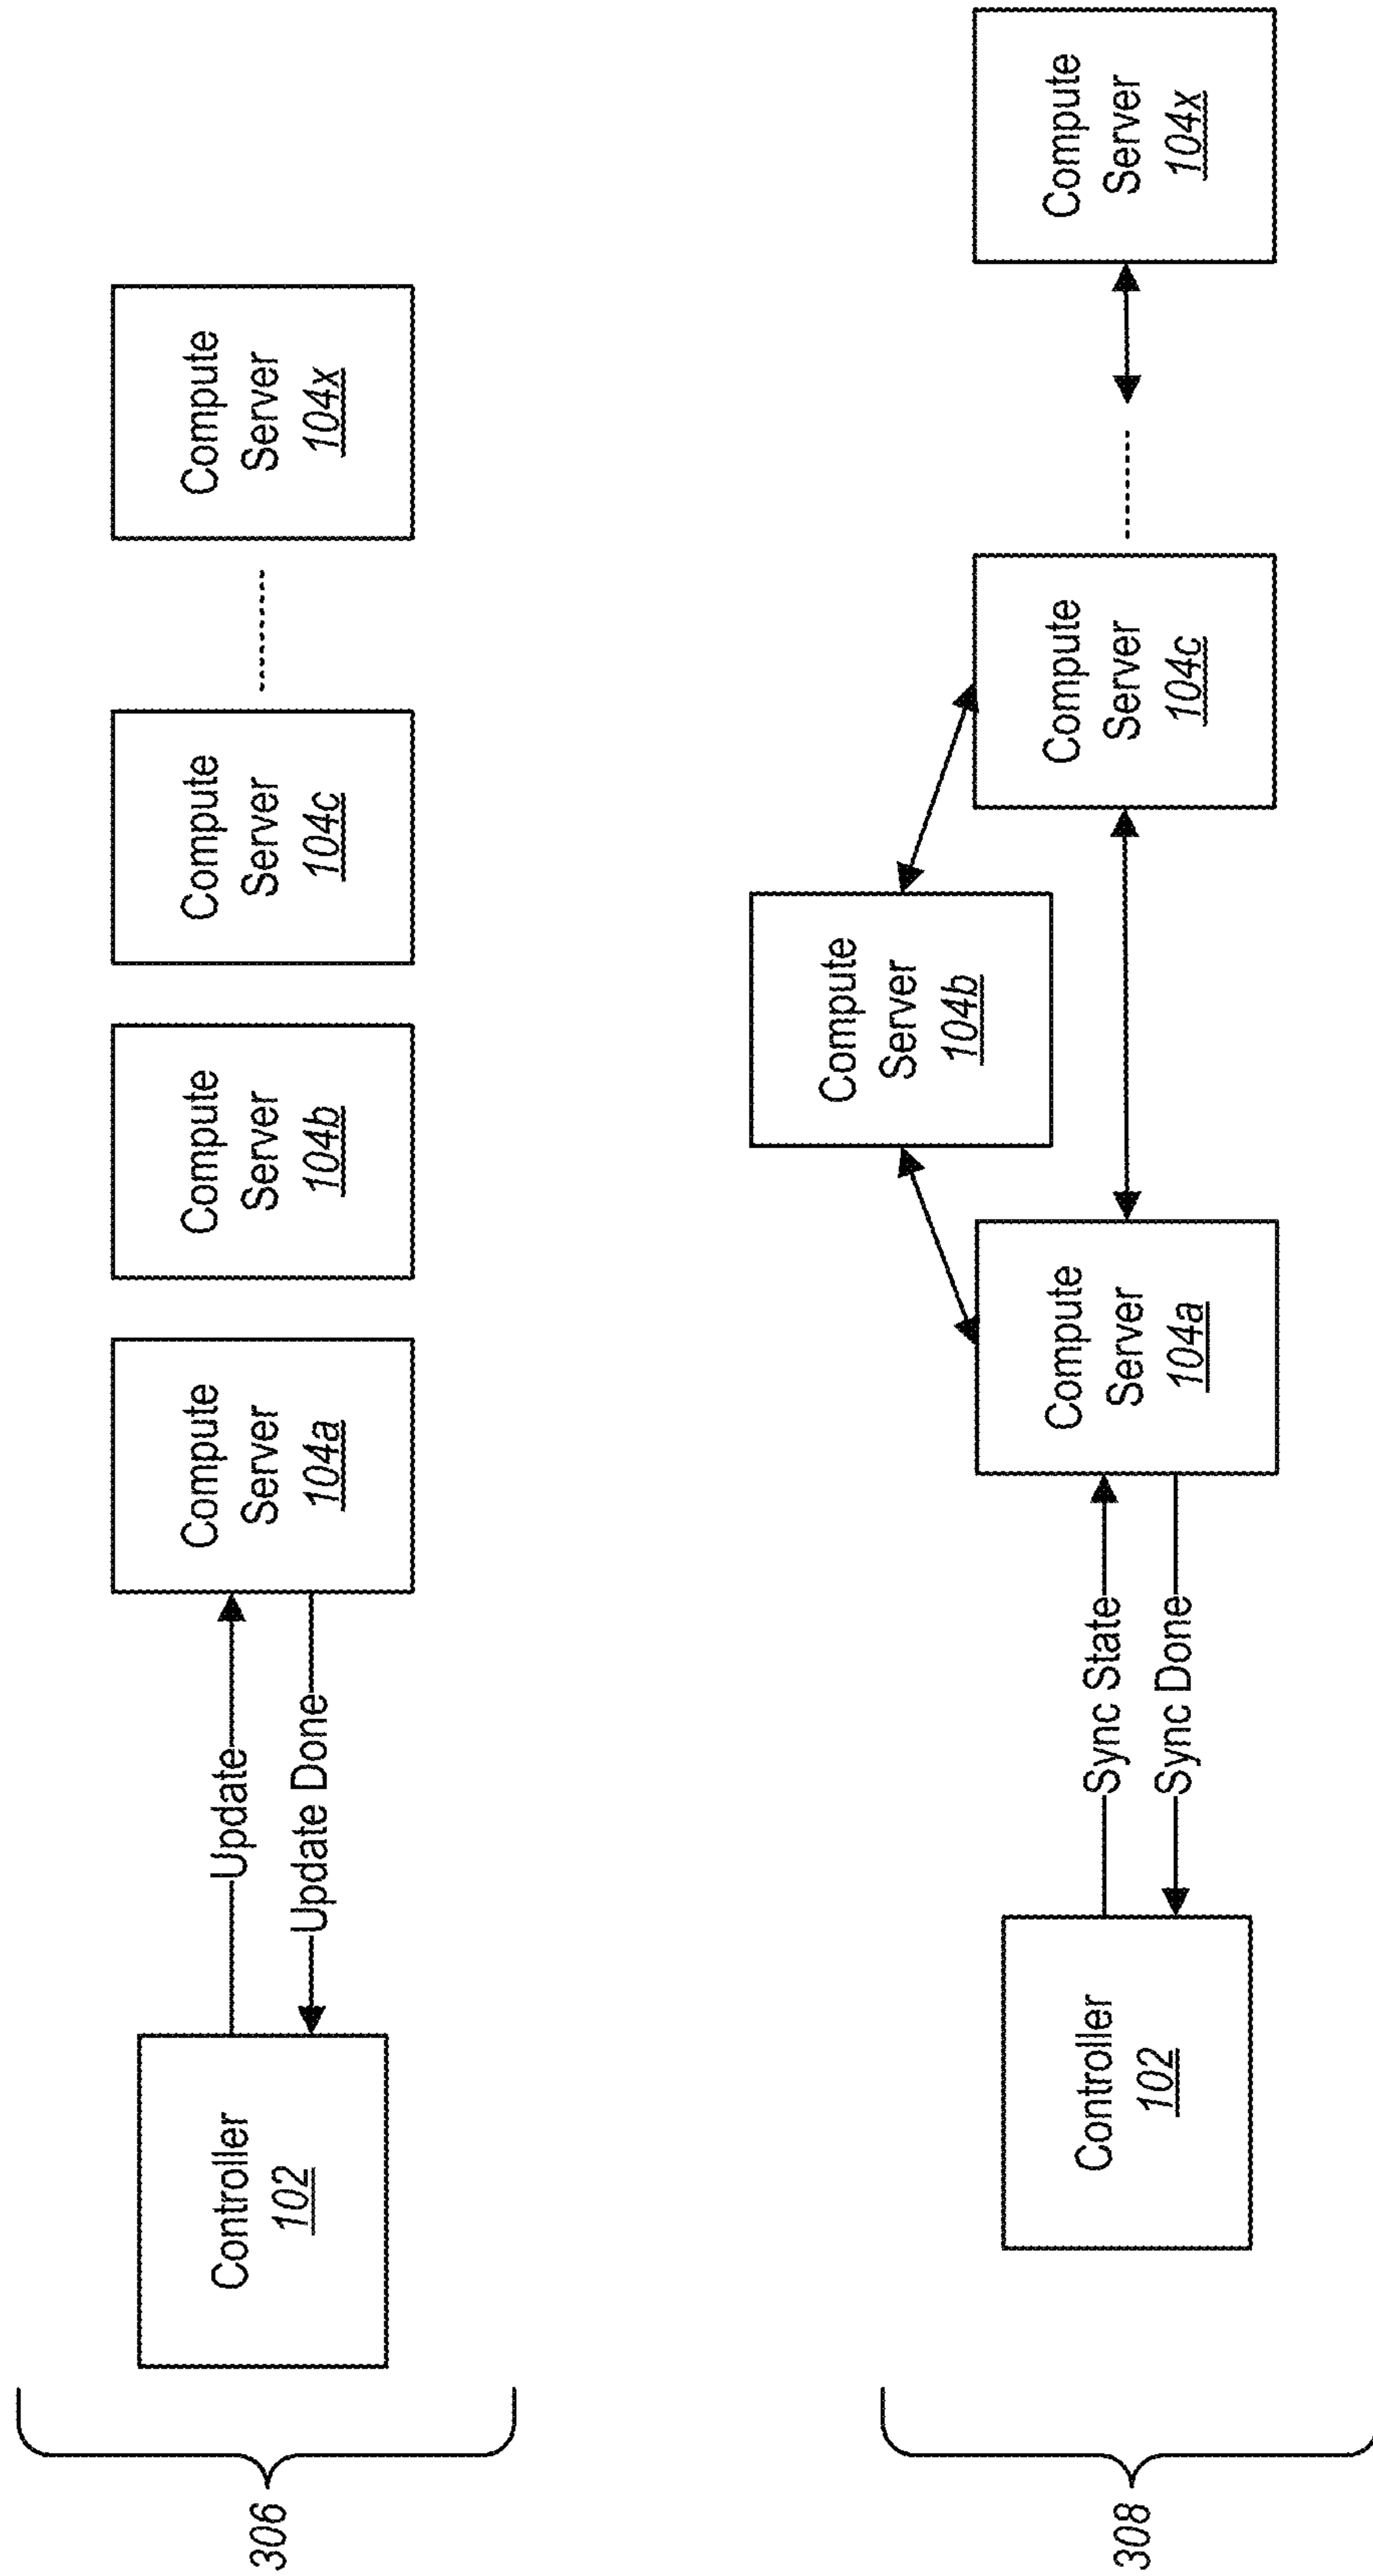 306
Controller
102
Update
Update Done
Compute
Server
104a
Compute
Server
104b
Compute
Server
104c
Compute
Server
104x
308
Controller
102
Sync State
Sync Done
Compute
Server
104a
Compute
Server
104b
Compute
Server
104c
Compute
Server
104x